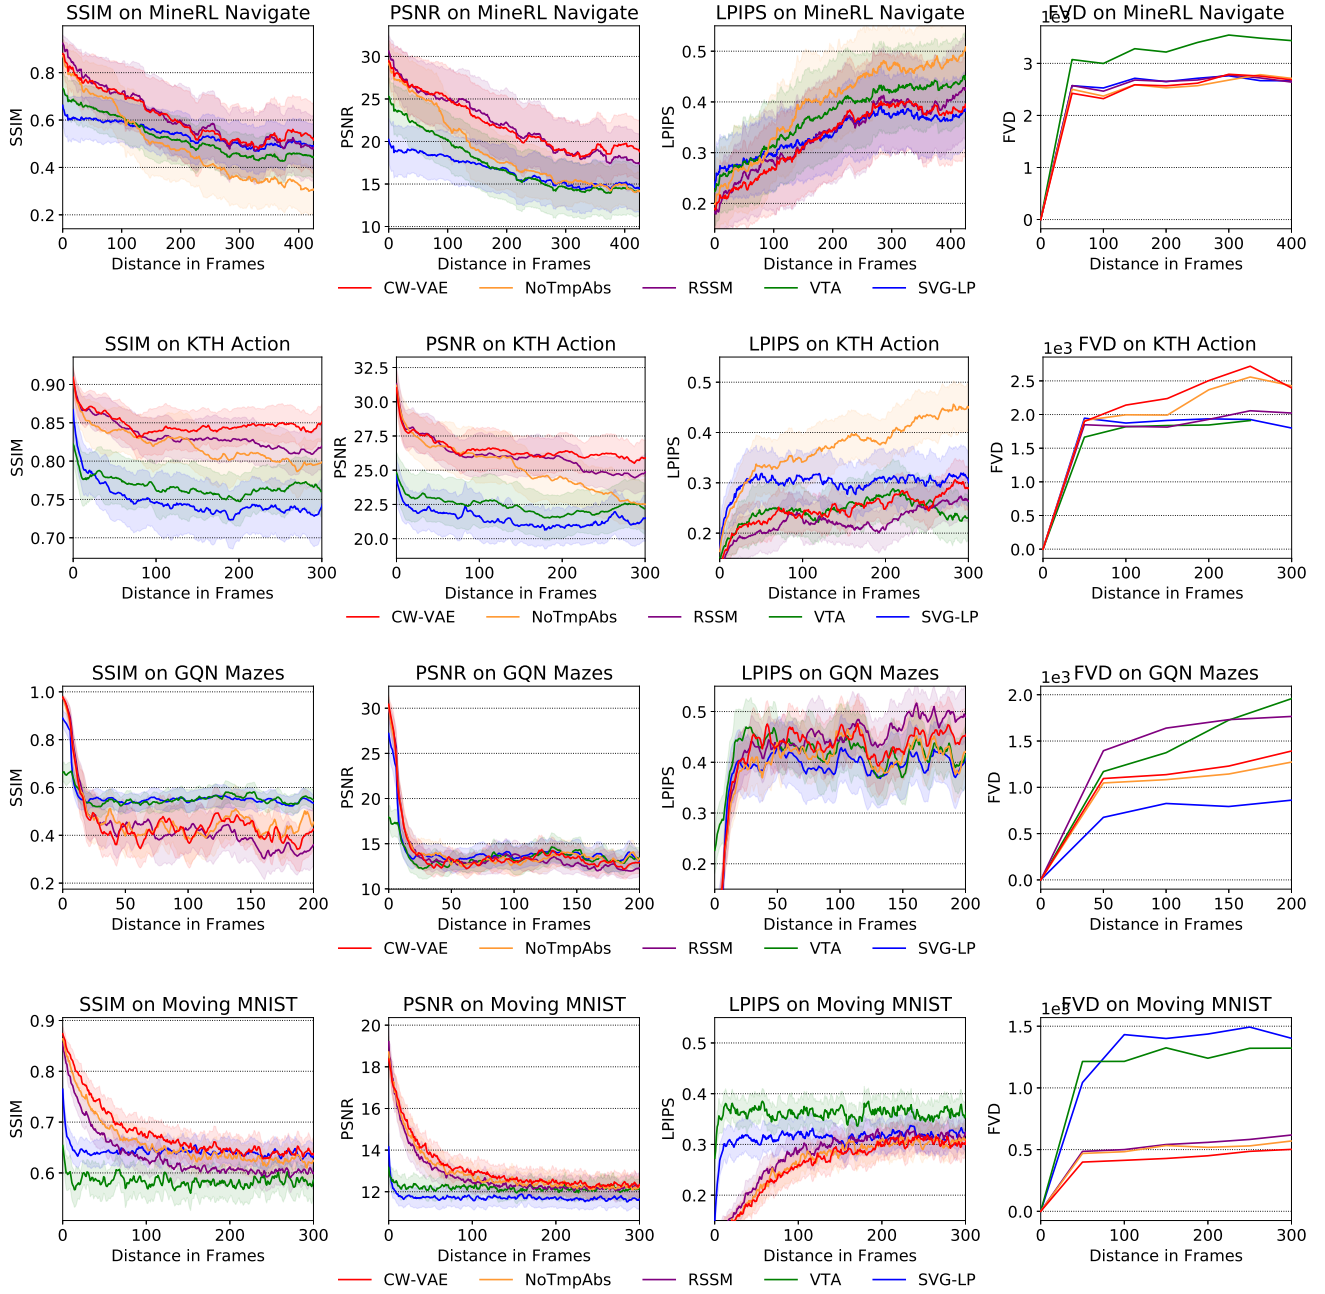 SSIM on MineRL Navigate
SSIM
0.8
0.6
0.4
0.2
0 100 200 300 400
Distance in Frames
PSNR on MineRL Navigate
PSNR
30
25
20
15
10
0 100 200 300 400
Distance in Frames
LPIPS on MineRL Navigate
LPIPS
0.5
0.4
0.3
0.2
0 100 200 300 400
Distance in Frames
FVD on MineRL Navigate
1e3
FVD
3
2
1
0
0 100 200 300 400
Distance in Frames
CW-VAE NoTmpAbs RSSM VTA SVG-LP
SSIM on KTH Action
SSIM
0.90
0.85
0.80
0.75
0.70
0 100 200 300
Distance in Frames
PSNR on KTH Action
PSNR
32.5
30.0
27.5
25.0
22.5
20.0
0 100 200 300
Distance in Frames
LPIPS on KTH Action
LPIPS
0.5
0.4
0.3
0.2
0 100 200 300
Distance in Frames
1e3
FVD on KTH Action
FVD
2.5
2.0
1.5
1.0
0.5
0.0
0 100 200 300
Distance in Frames
CW-VAE NoTmpAbs RSSM VTA SVG-LP
SSIM on GQN Mazes
SSIM
1.0
0.8
0.6
0.4
0.2
0 50 100 150 200
Distance in Frames
PSNR on GQN Mazes
PSNR
30
25
20
15
10
0 50 100 150 200
Distance in Frames
LPIPS on GQN Mazes
LPIPS
0.5
0.4
0.3
0.2
0 50 100 150 200
Distance in Frames
1e3
FVD on GQN Mazes
FVD
2.0
1.5
1.0
0.5
0.0
0 50 100 150 200
Distance in Frames
CW-VAE NoTmpAbs RSSM VTA SVG-LP
SSIM on Moving MNIST
SSIM
0.9
0.8
0.7
0.6
0 100 200 300
Distance in Frames
PSNR on Moving MNIST
PSNR
20
18
16
14
12
0 100 200 300
Distance in Frames
LPIPS on Moving MNIST
LPIPS
0.5
0.4
0.3
0.2
0 100 200 300
Distance in Frames
1e3
FVD on Moving MNIST
FVD
1.5
1.0
0.5
0.0
0 100 200 300
Distance in Frames
CW-VAE NoTmpAbs RSSM VTA SVG-LP